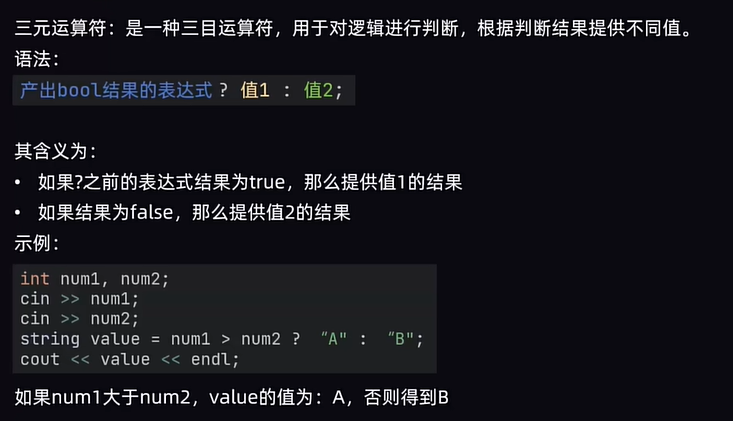 三元运算符：是一种三目运算符，用于对逻辑进行判断，根据判断结果提供不同值。
语法：
产出bool结果的表达式 ? 值1 : 值2;
其含义为：
• 如果?之前的表达式结果为true，那么提供值1的结果
• 如果结果为false，那么提供值2的结果
示例：
int num1, num2;
cin >> num1;
cin >> num2;
string value = num1 > num2 ? “A" : “B";
cout << value << endl;
如果num1大于num2，value的值为：A，否则得到B